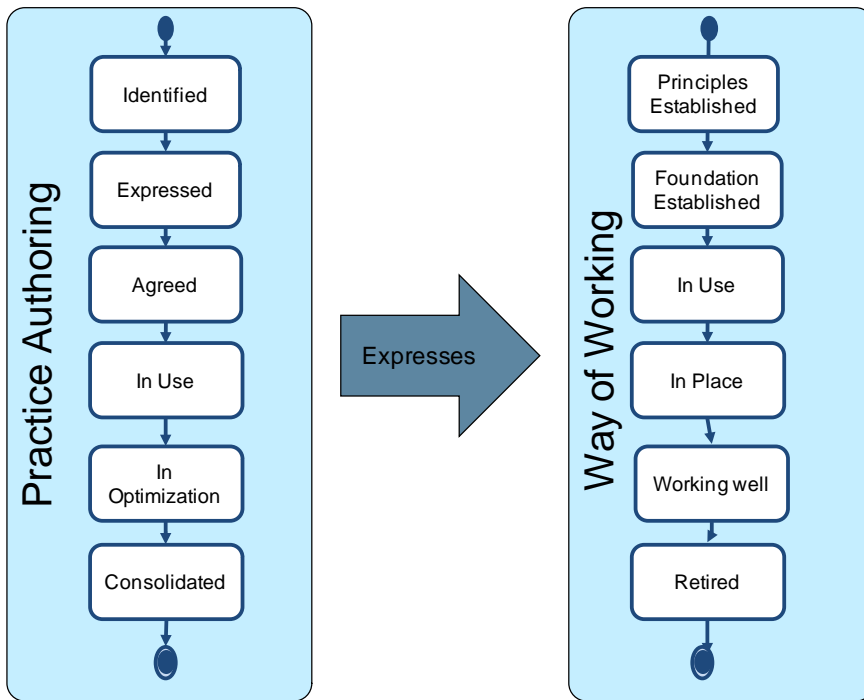 Practice Authoring
Identified
Expressed
Agreed
In Use
In
Optimization
Consolidated
Expresses
Way of Working
Principles
Established
Foundation
Established
In Use
In Place
Working well
Retired